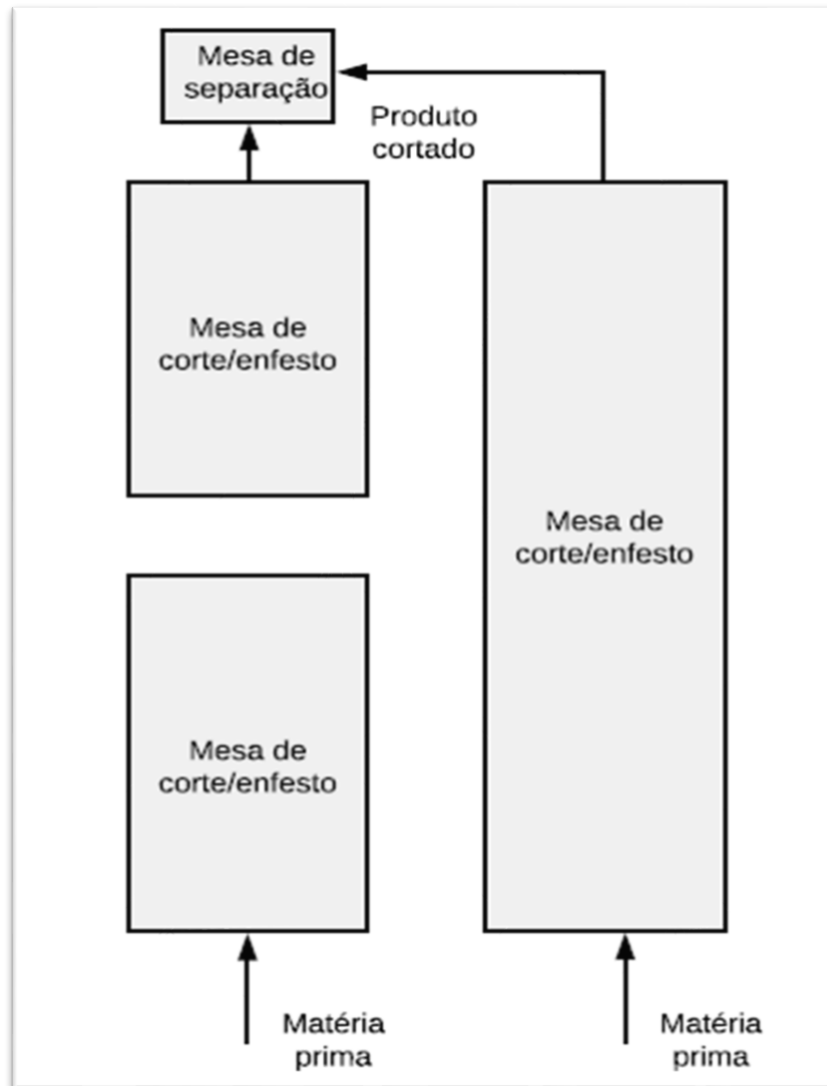 Mesa de
separação
Produto
cortado
Mesa de
corte/enfesto
Mesa de
corte/enfesto
Mesa de
corte/enfesto
Matéria
prima
Matéria
prima